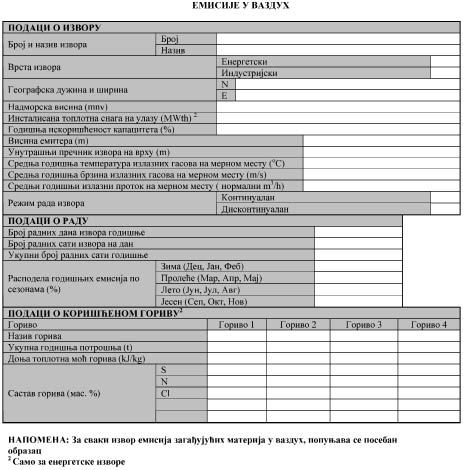 ЕМИСИЈЕ У ВАЗДУХ
ПОДАЦИ О ИЗВОРУ
Број и назив извора
Број
Назив
Врста извора
Енергетски
Индустријски
Географска дужина и ширина
N
E
Надморска висина (mnv)
Инсталисана топлотна снага на улазу (MWth) ²
Годишња искоришћеност капацитета (%)
Висина емитера (m)
Унутрашњи пречник извора на врху (m)
Средња годишња температура излазних гасова на мерном месту (°C)
Средња годишња брзина излазних гасова на мерном месту (m/s)
Средњи годишњи излазни проток на мерном месту ( нормални m³/h)
Режим рада извора
Континуалан
Дисконтинуалан
ПОДАЦИ О РАДУ
Број радних дана извора годишње
Број радних сати извора на дан
Укупни број радних сати годишње
Расподела годишњих емисија по
сезонама (%)
Зима (Дец, Јан, Феб)
Пролеће (Мар, Апр, Мај)
Лето (Јун, Јул, Авг)
Јесен (Сеп, Окт, Нов)
ПОДАЦИ О КОРИШЋЕНОМ ГОРИВУ²
Гориво Гориво 1 Гориво 2 Гориво 3 Гориво 4
Назив горива
Укупна годишња потрошња (t)
Доња топлотна моћ горива (kJ/kg)
Састав горива (мас. %)
S
N
Cl
НАПОМЕНА: За сваки извор емисија загађујућих материја у ваздух, попуњава се посебан
образац
² Само за енергетске изворе